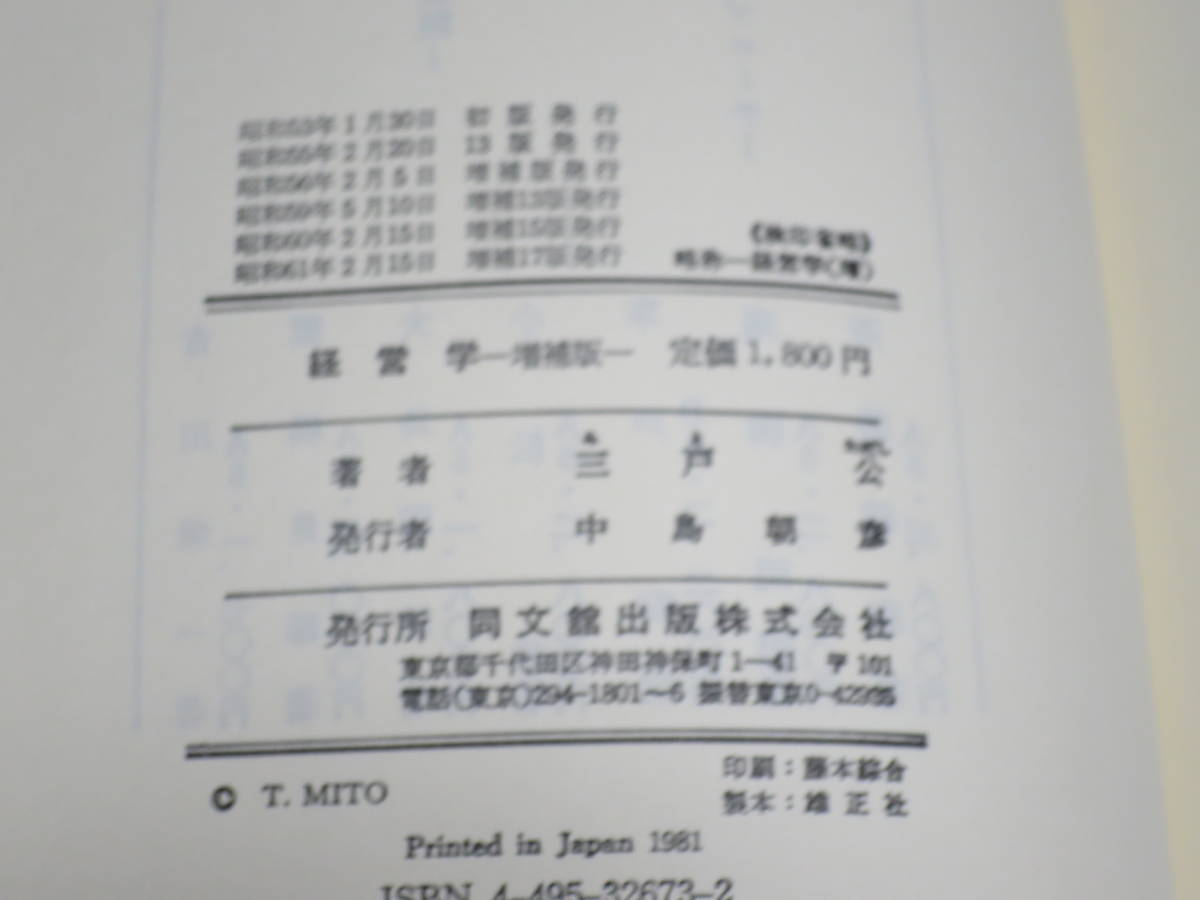 昭和53年1月30日 初版発行
昭和55年2月20日 13版発行
昭和56年2月5日 増補版発行
昭和59年5月10日 増補13版発行
昭和60年2月15日 増補15版発行
昭和61年2月15日 増補17版発行
《検印省略》
略称―経営学(増)
経営学―増補版― 定価1,800円
著者 三戸公
発行者 中島朝彦
発行所 同文館出版株式会社
東京都千代田区神田神保町1―41 〒101
電話(東京)294-1801～6 振替東京0-42935
印刷：藤本綜合
製本：雄正社
© T. MITO
Printed in Japan 1981
ISBN 4-495-32673-2